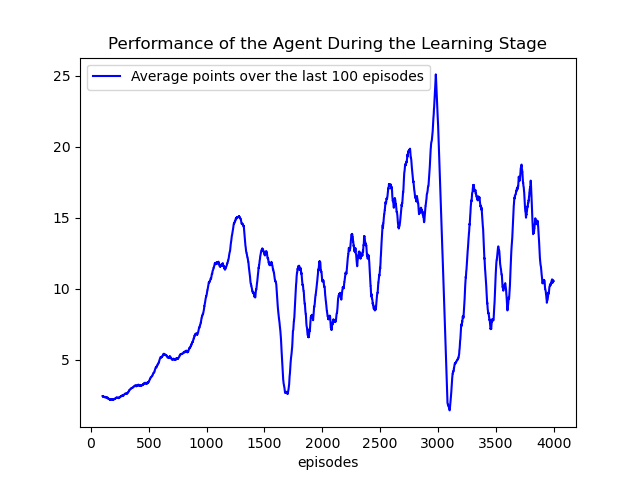 Performance of the Agent During the Learning Stage
Average points over the last 100 episodes
25
20
15
10
5
0 500 1000 1500 2000 2500 3000 3500 4000
episodes